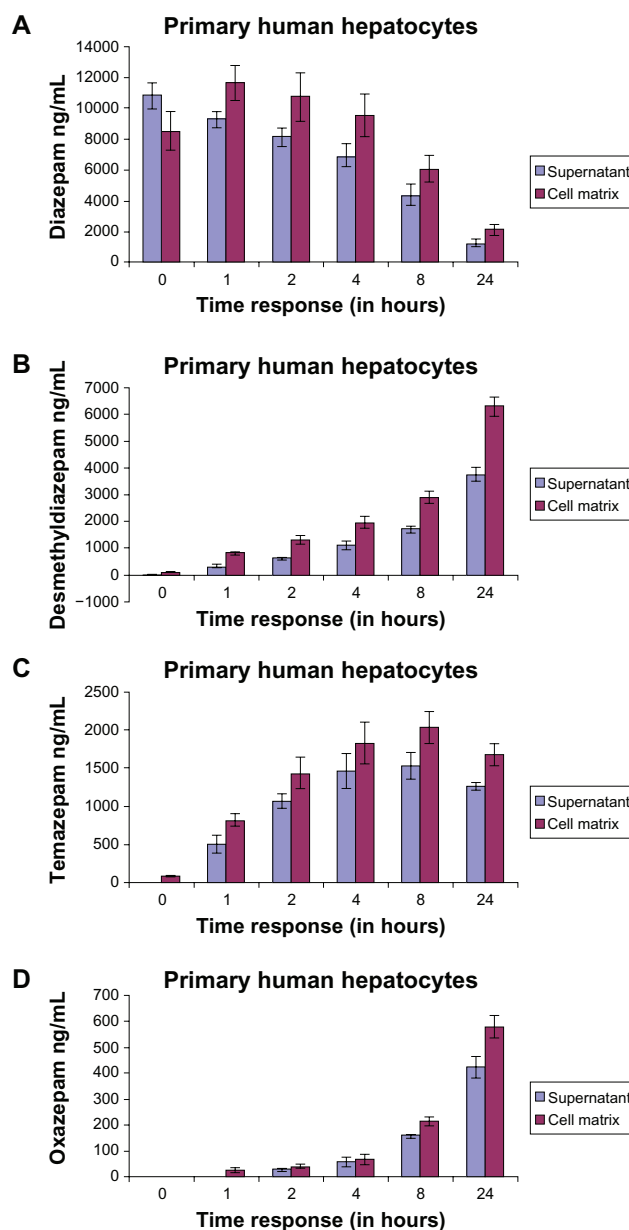 A
Primary human hepatocytes
Diazepam ng/mL
14000
12000
10000
8000
6000
4000
2000
0
0 1 2 4 8 24
Time response (in hours)
Supernatant
Cell matrix
B
Primary human hepatocytes
Desmethyldiazepam ng/mL
7000
6000
5000
4000
3000
2000
1000
0
−1000
0 1 2 4 8 24
Time response (in hours)
Supernatant
Cell matrix
C
Primary human hepatocytes
Temazepam ng/mL
2500
2000
1500
1000
500
0
0 1 2 4 8 24
Time response (in hours)
Supernatant
Cell matrix
D
Primary human hepatocytes
Oxazepam ng/mL
700
600
500
400
300
200
100
0
0 1 2 4 8 24
Time response (in hours)
Supernatant
Cell matrix